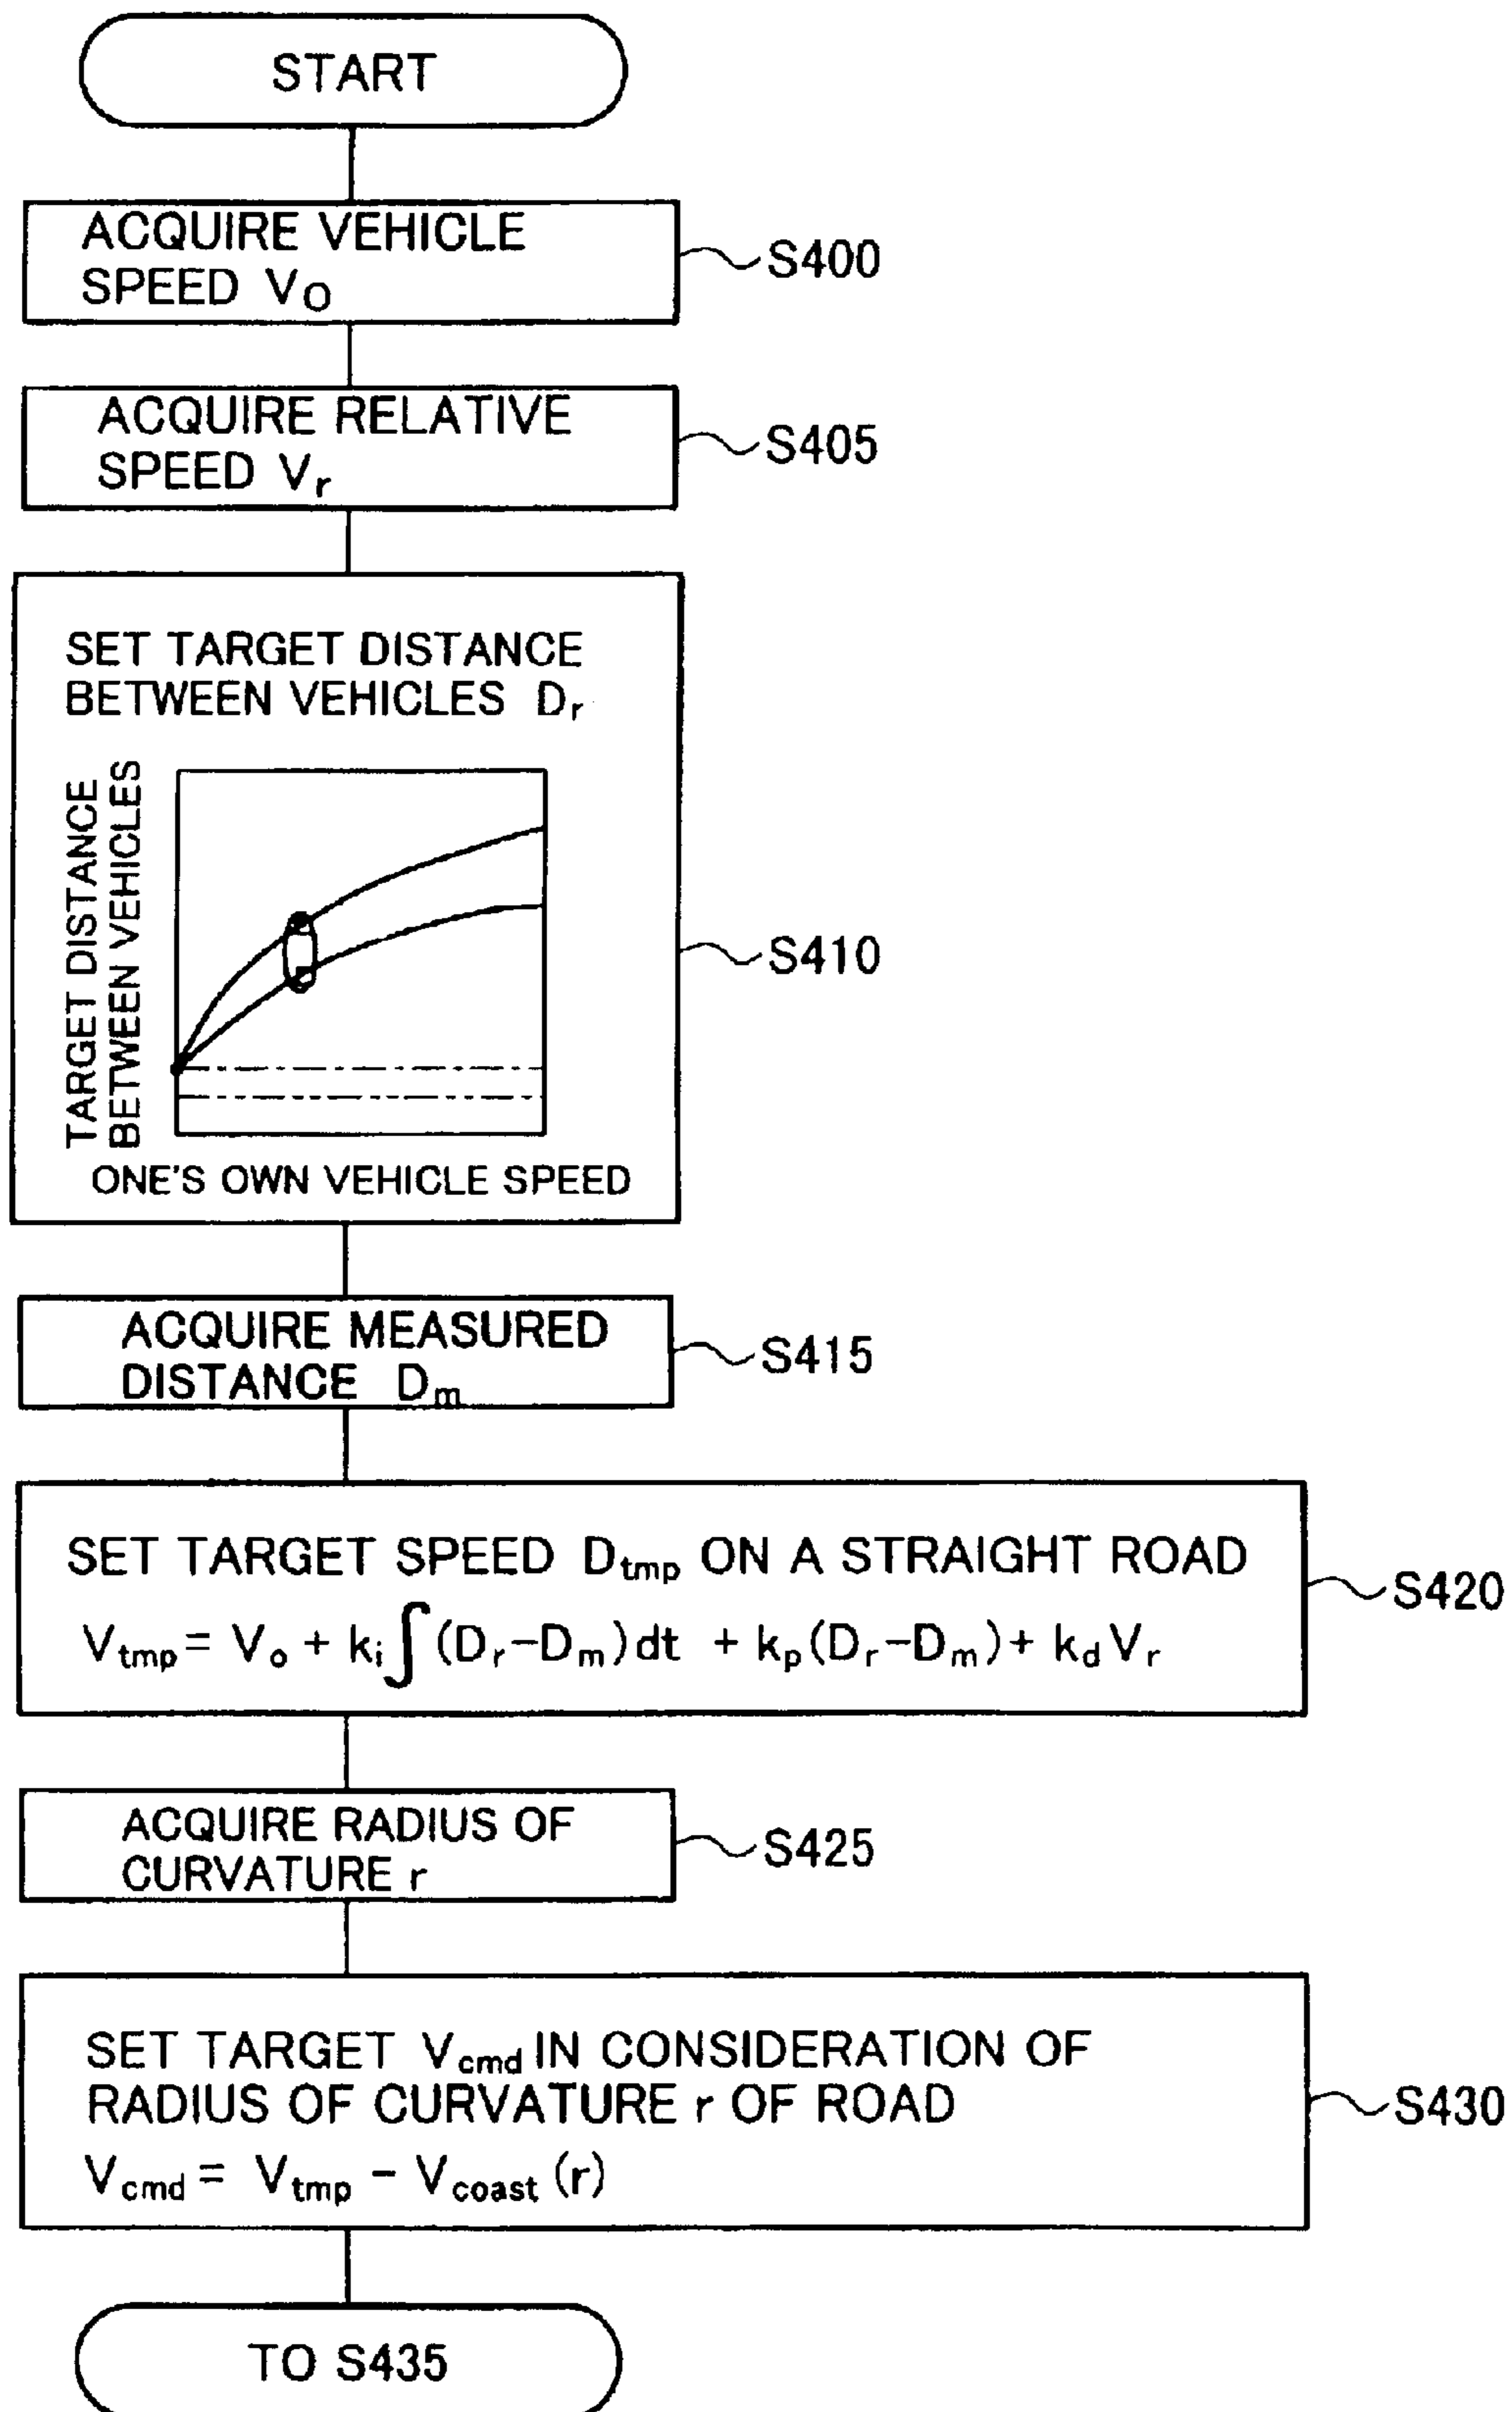 START
ACQUIRE VEHICLE
SPEED VO
S400
ACQUIRE RELATIVE
SPEED Vr
S405
SET TARGET DISTANCE
BETWEEN VEHICLES Dr
TARGET DISTANCE
BETWEEN VEHICLES
ONE'S OWN VEHICLE SPEED
S410
ACQUIRE MEASURED
DISTANCE Dm
S415
SET TARGET SPEED Dtmp ON A STRAIGHT ROAD
Vtmp = Vo + ki∫(Dr-Dm)dt + kp(Dr-Dm) + kdVr
S420
ACQUIRE RADIUS OF
CURVATURE r
S425
SET TARGET Vcmd IN CONSIDERATION OF
RADIUS OF CURVATURE r OF ROAD
Vcmd = Vtmp - Vcoast (r)
S430
TO S435